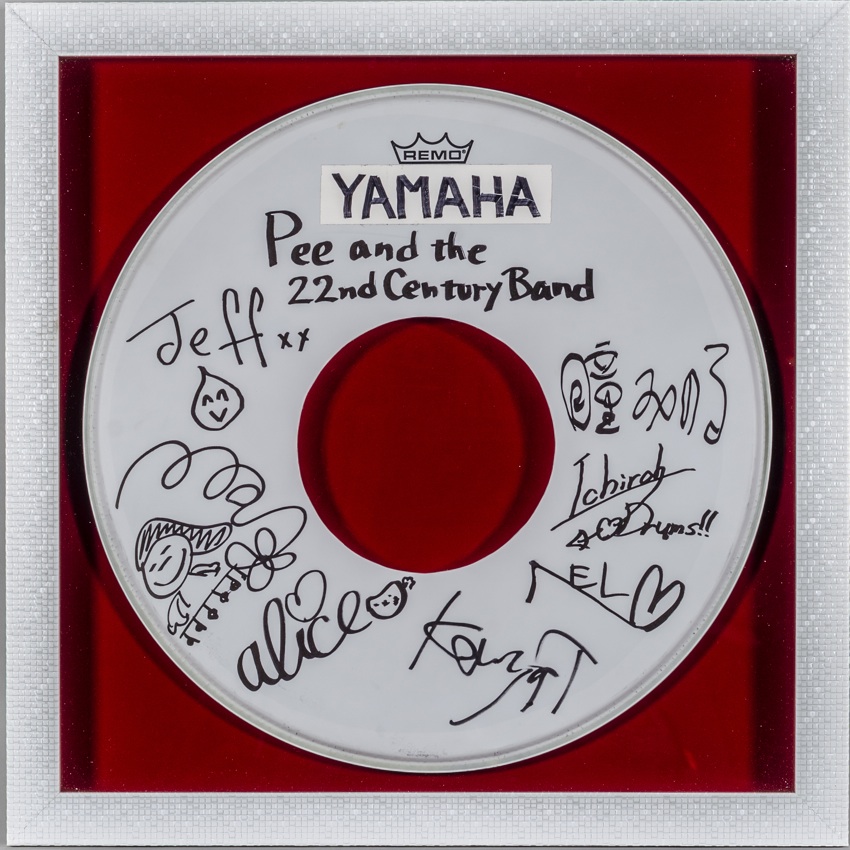 REMO
YAMAHA
Pee and the
22nd Century Band
Jeff xx
Ichiroh
Drums!!
NEL
alice